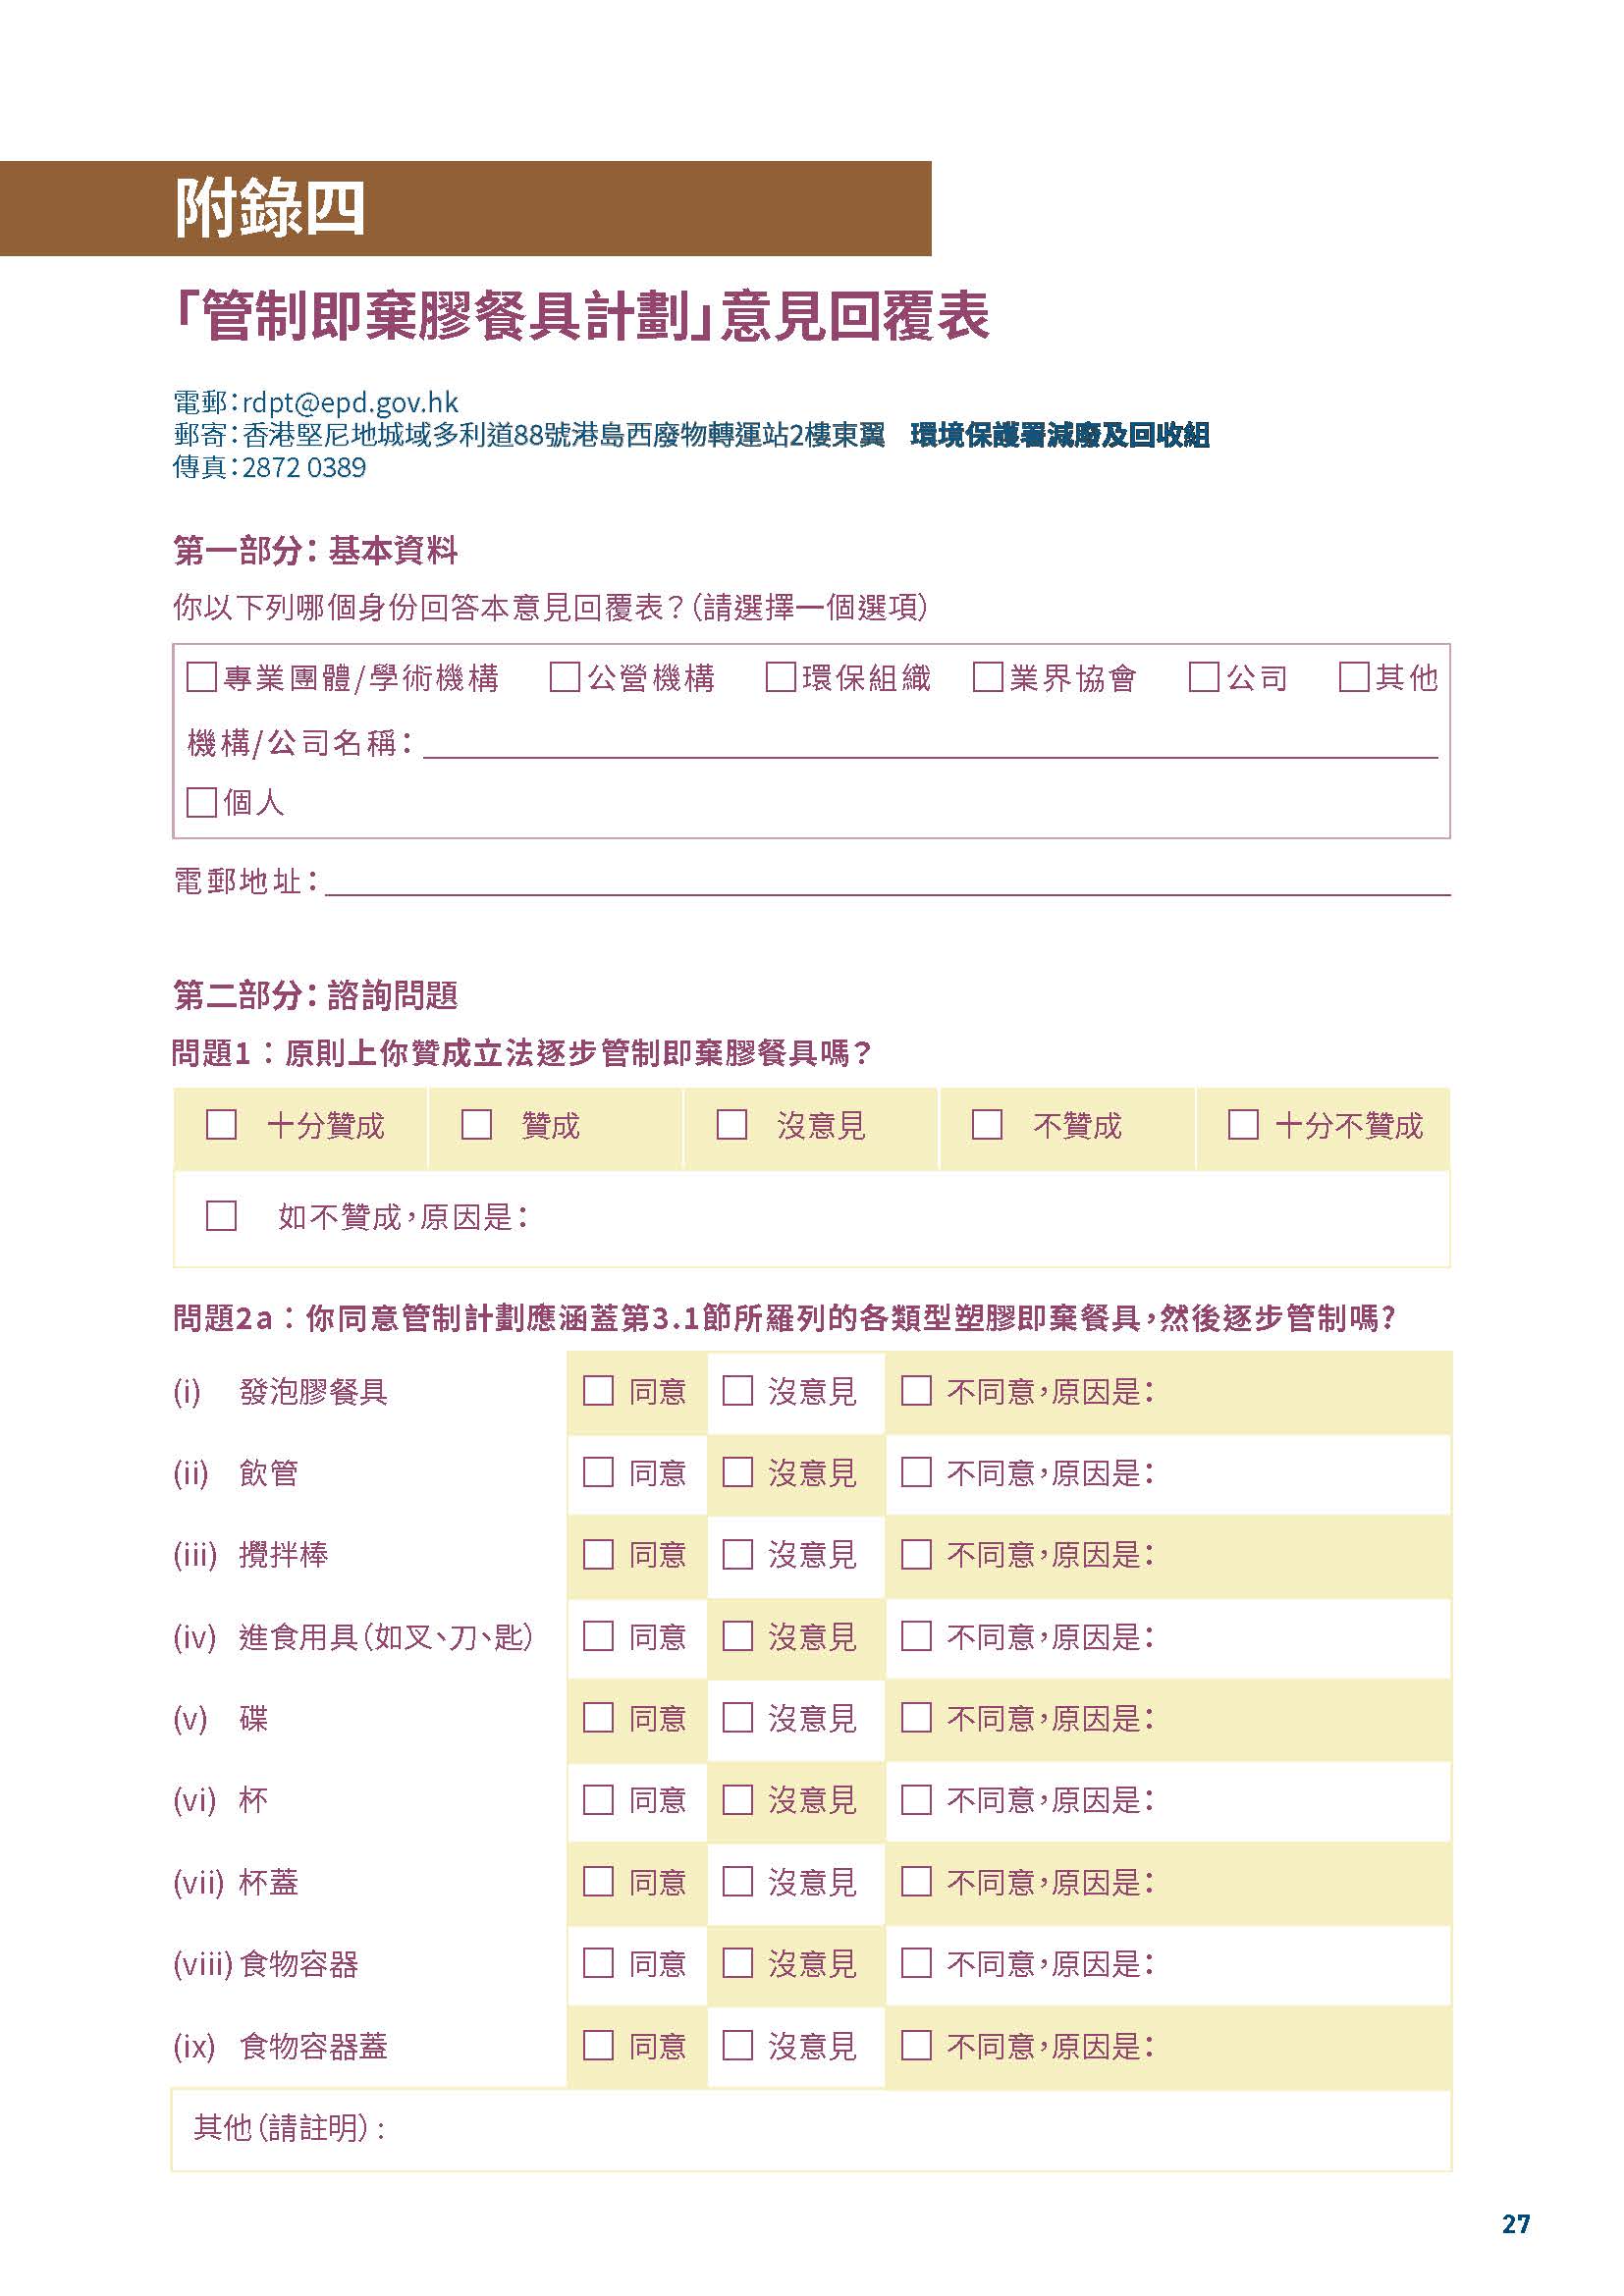 附錄四
「管制即棄膠餐具計劃」意見回覆表
電郵：rdpt@epd.gov.hk
郵寄：香港堅尼地城域多利道88號港島西廢物轉運站2樓東翼 環境保護署減廢及回收組
傳真：2872 0389
第一部分：基本資料
你以下列哪個身份回答本意見回覆表？（請選擇一個選項）
□專業團體/學術機構 □公營機構 □環保組織 □業界協會 □公司 □其他
機構/公司名稱：
□個人
電郵地址：
第二部分：諮詢問題
問題1：原則上你贊成立法逐步管制即棄膠餐具嗎？
□ 十分贊成 □ 贊成 □ 沒意見 □ 不贊成 □ 十分不贊成
□ 如不贊成，原因是：
問題2a：你同意管制計劃應涵蓋第3.1節所羅列的各類型塑膠即棄餐具，然後逐步管制嗎?
(i) 發泡膠餐具 □ 同意 □ 沒意見 □ 不同意，原因是：
(ii) 飲管 □ 同意 □ 沒意見 □ 不同意，原因是：
(iii) 攪拌棒 □ 同意 □ 沒意見 □ 不同意，原因是：
(iv) 進食用具（如叉、刀、匙） □ 同意 □ 沒意見 □ 不同意，原因是：
(v) 碟 □ 同意 □ 沒意見 □ 不同意，原因是：
(vi) 杯 □ 同意 □ 沒意見 □ 不同意，原因是：
(vii) 杯蓋 □ 同意 □ 沒意見 □ 不同意，原因是：
(viii) 食物容器 □ 同意 □ 沒意見 □ 不同意，原因是：
(ix) 食物容器蓋 □ 同意 □ 沒意見 □ 不同意，原因是：
其他（請註明）：
27